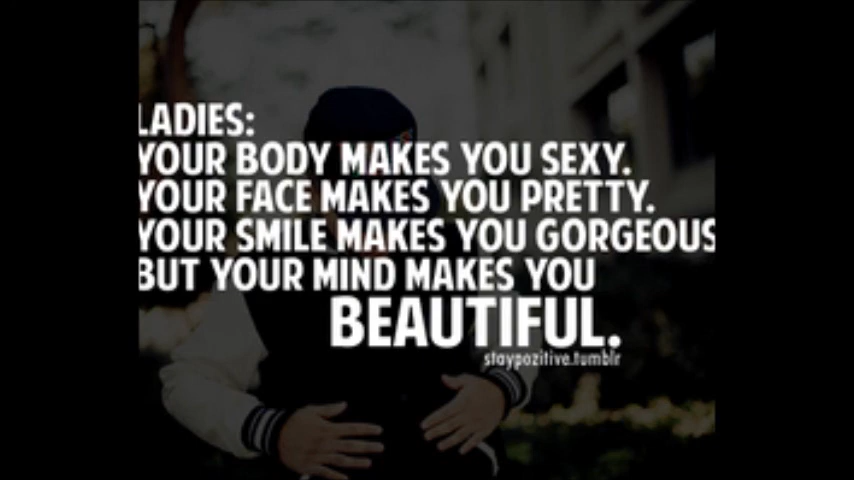 LADIES:
YOUR BODY MAKES YOU SEXY.
YOUR FACE MAKES YOU PRETTY.
YOUR SMILE MAKES YOU GORGEOUS
BUT YOUR MIND MAKES YOU
BEAUTIFUL.
staypozitive.tumblr